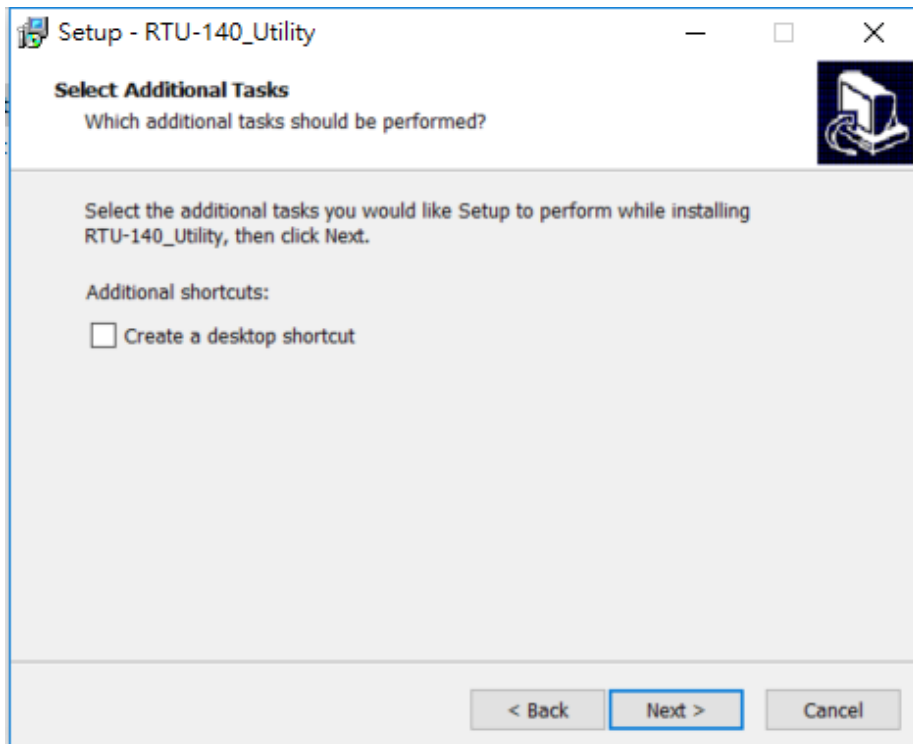 Setup - RTU-140_Utility
Select Additional Tasks
Which additional tasks should be performed?
Select the additional tasks you would like Setup to perform while installing
RTU-140_Utility, then click Next.
Additional shortcuts:
Create a desktop shortcut
< Back
Next >
Cancel